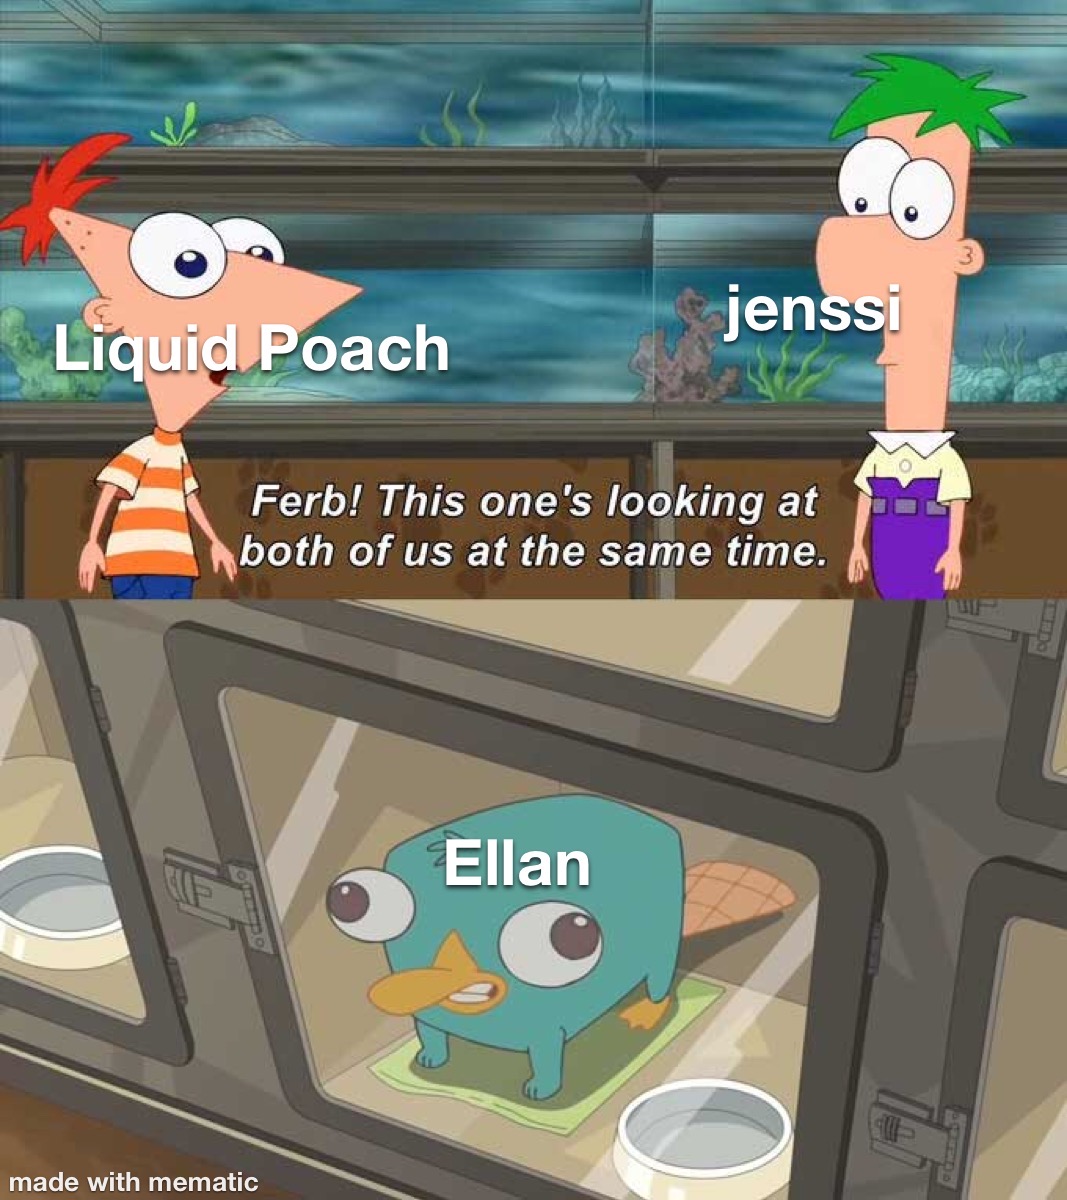 jenssi
Liquid Poach
Ferb! This one's looking at
both of us at the same time.
Ellan
made with mematic